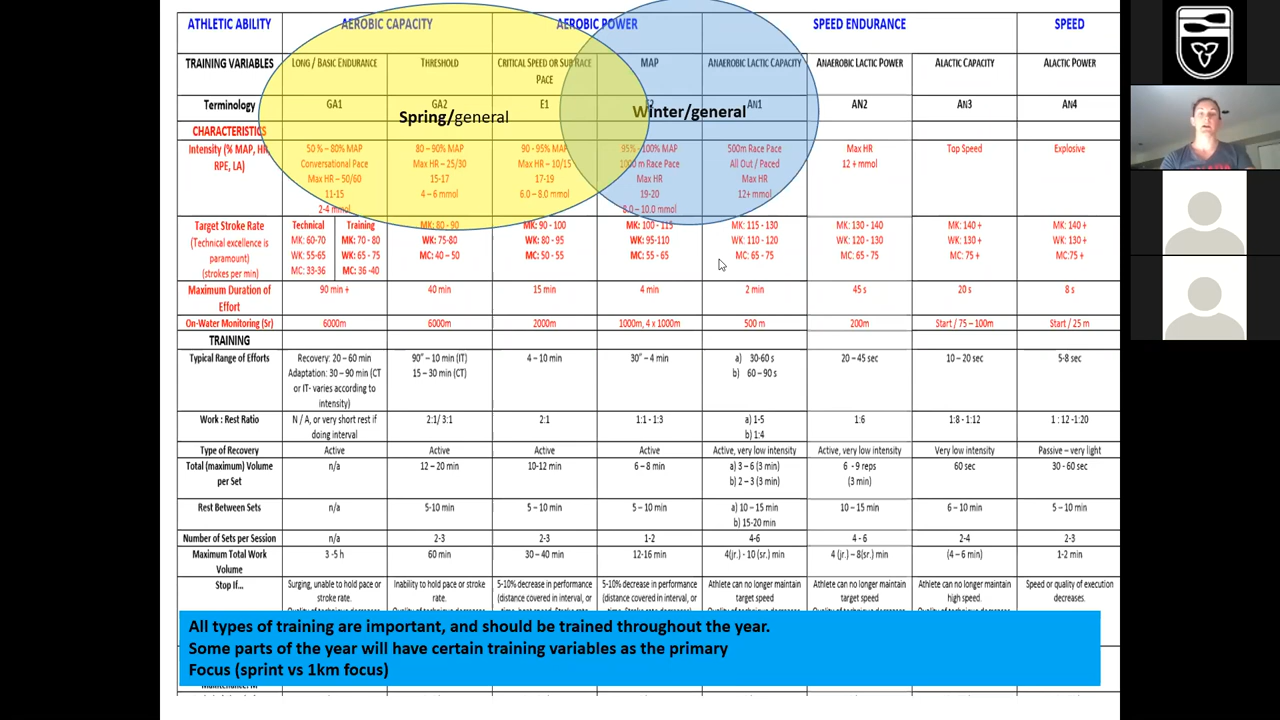 ATHLETIC ABILITY AEROBIC CAPACITY AEROBIC POWER SPEED ENDURANCE SPEED
TRAINING VARIABLES LONG / BASIC ENDURANCE THRESHOLD CRITICAL SPEED OR SUB RACE PACE MAP ANAEROBIC LACTIC CAPACITY ANAEROBIC LACTIC POWER ALACTIC CAPACITY ALACTIC POWER
Terminology GA1 GA2 E1 AN1 AN2 AN3 AN4
Spring/general Winter/general
CHARACTERISTICS
Intensity (% MAP, HR, RPE, LA)
50 % – 80% MAP
Conversational Pace
Max HR – 50/60
11-15
2-4 mmol
80 – 90% MAP
Max HR – 25/30
15-17
4 – 6 mmol
90 - 95% MAP
Max HR – 10/15
17-19
6.0 – 8.0 mmol
95% - 100% MAP
1000 m Race Pace
Max HR
19-20
8.0 – 10.0 mmol
500m Race Pace
All Out / Paced
Max HR
12+ mmol
Max HR
12 + mmol
Top Speed
Explosive
Target Stroke Rate
(Technical excellence is
paramount)
(strokes per min)
Technical
MK: 60-70
WK: 55-65
MC: 33-36
Training
MK: 70 - 80
WK: 65 - 75
MC: 36 -40
MK: 80 - 90
WK: 75-80
MC: 40 – 50
MK: 90 - 100
WK: 80 - 95
MC: 50 - 55
MK: 100 - 115
WK: 95-110
MC: 55 - 65
MK: 115 - 130
WK: 110 - 120
MC: 65 - 75
MK: 130 - 140
WK: 120 - 130
MC: 65 - 75
MK: 140 +
WK: 130 +
MC: 75 +
MK: 140 +
WK: 130 +
MC:75 +
Maximum Duration of Effort 90 min + 40 min 15 min 4 min 2 min 45 s 20 s 8 s
On-Water Monitoring (Sr) 6000m 6000m 2000m 1000m, 4 x 1000m 500 m 200m Start / 75 – 100m Start / 25 m
TRAINING
Typical Range of Efforts
Recovery: 20 – 60 min
Adaptation: 30 – 90 min (CT
or IT- varies according to
intensity)
90" – 10 min (IT)
15 – 30 min (CT)
4 – 10 min
30" – 4 min
a) 30-60 s
b) 60 – 90 s
20 – 45 sec
10 – 20 sec
5-8 sec
Work : Rest Ratio
N / A, or very short rest if
doing interval
2:1/ 3:1
2:1
1:1 - 1:3
a) 1-5
b) 1:4
1:6
1:8 - 1:12
1 : 12 -1:20
Type of Recovery Active Active Active Active Active, very low intensity Active, very low intensity Very low intensity Passive – very light
Total (maximum) Volume
per Set
n/a
12 – 20 min
10-12 min
6 – 8 min
a) 3 – 6 (3 min)
b) 2 – 3 (3 min)
6 - 9 reps
(3 min)
60 sec
30 - 60 sec
Rest Between Sets
n/a
5-10 min
5 – 10 min
5 – 10 min
a) 10 – 15 min
b) 15-20 min
10 – 15 min
6 – 10 min
5 – 10 min
Number of Sets per Session n/a 2-3 2-3 1-2 4-6 4 - 6 2-4 2-3
Maximum Total Work
Volume
3 -5 h
60 min
30 – 40 min
12-16 min
4(jr.) - 10 (sr.) min
4 (jr.) – 8(sr.) min
(4 – 6 min)
1-2 min
Stop If...
Surging, unable to hold pace or
stroke rate.
Inability to hold pace or stroke
rate.
5-10% decrease in performance
(distance covered in interval, or
5-10% decrease in performance
(distance covered in interval, or
Athlete can no longer maintain
target speed
Athlete can no longer maintain
target speed
Athlete can no longer maintain
high speed.
Speed or quality of execution
decreases.
All types of training are important, and should be trained throughout the year.
Some parts of the year will have certain training variables as the primary
Focus (sprint vs 1km focus)